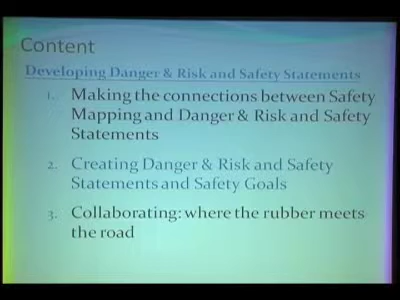 Content
Developing Danger & Risk and Safety Statements
1. Making the connections between Safety
Mapping and Danger & Risk and Safety
Statements
2. Creating Danger & Risk and Safety
Statements and Safety Goals
3. Collaborating: where the rubber meets
the road